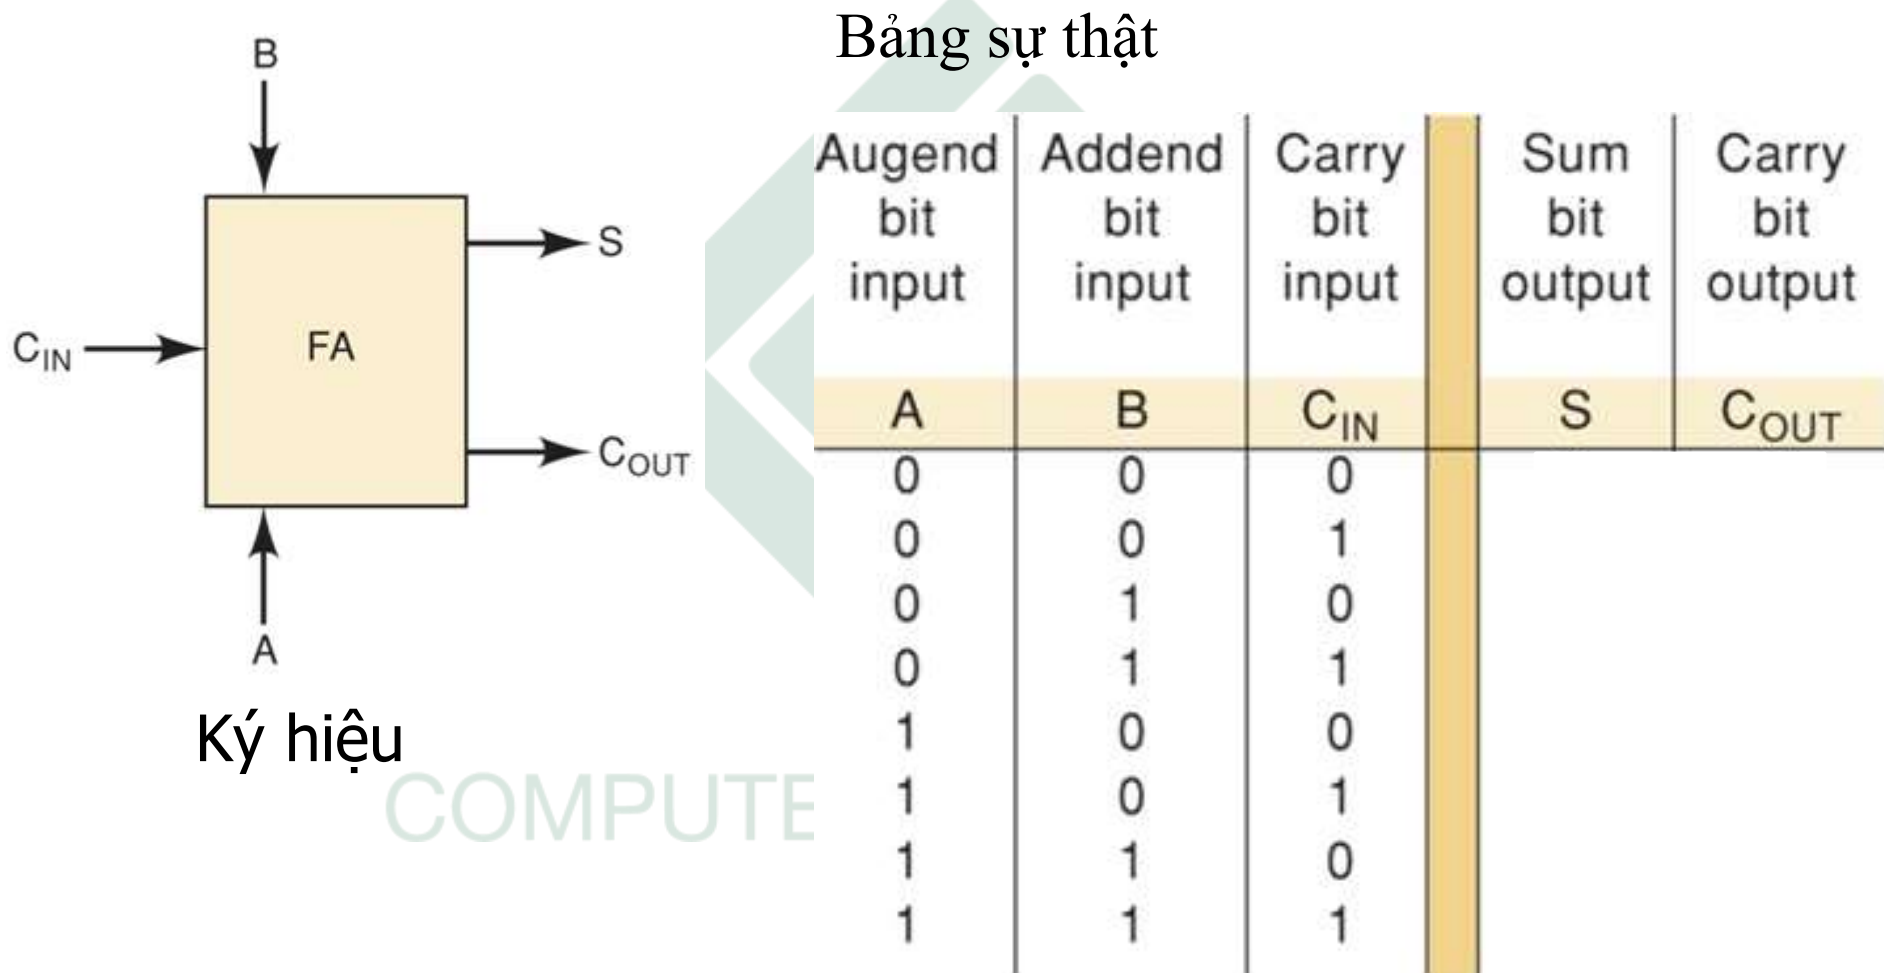 B
S
C_IN
FA
C_OUT
A
Ký hiệu
COMPUTE
Bảng sự thật
Augend bit input | Addend bit input | Carry bit input | Sum bit output | Carry bit output
A | B | C_IN | S | C_OUT
0 0 0
0 0 1
0 1 0
0 1 1
1 0 0
1 0 1
1 1 0
1 1 1